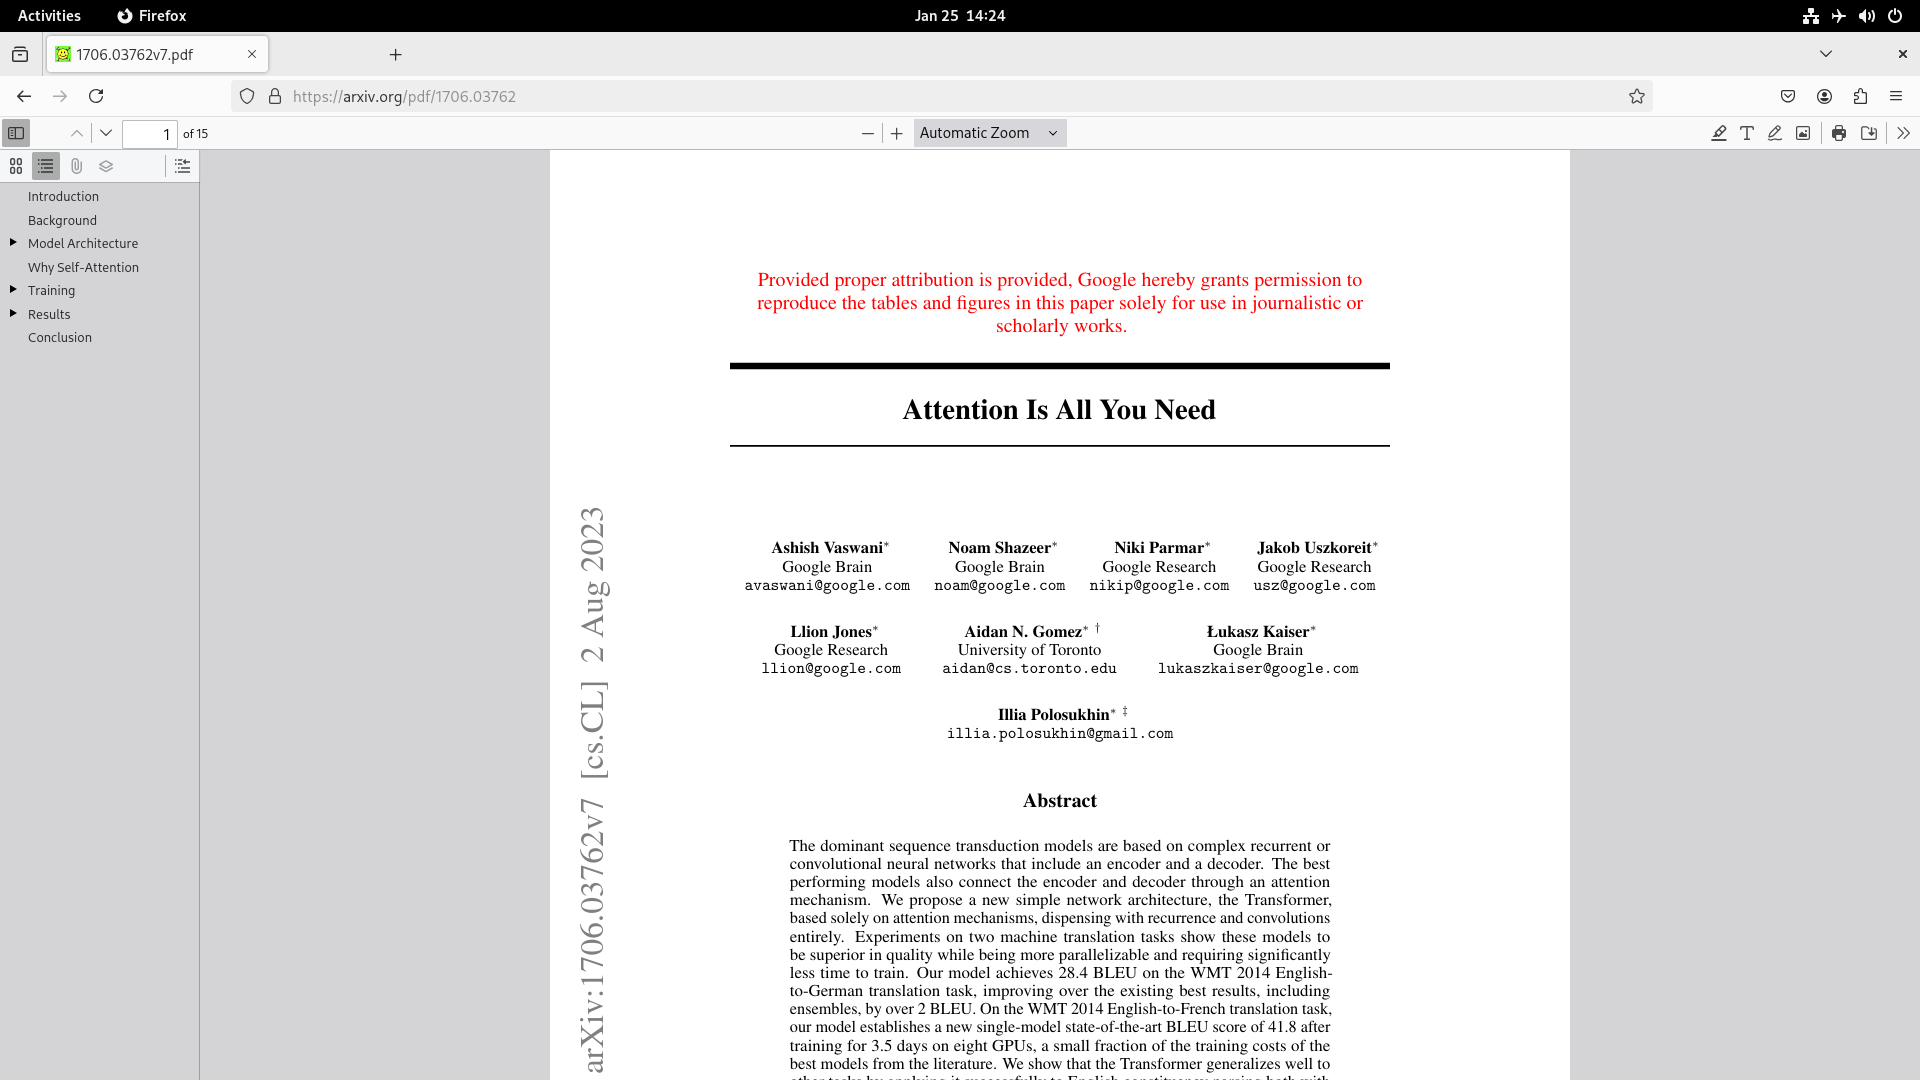 Activities
Firefox
Jan 25 14:24
1706.03762v7.pdf
https://arxiv.org/pdf/1706.03762
1 of 15
Automatic Zoom
Introduction
Background
Model Architecture
Why Self-Attention
Training
Results
Conclusion
Provided proper attribution is provided, Google hereby grants permission to
reproduce the tables and figures in this paper solely for use in journalistic or
scholarly works.
Attention Is All You Need
Ashish Vaswani* Noam Shazeer* Niki Parmar* Jakob Uszkoreit*
Google Brain Google Brain Google Research Google Research
avaswani@google.com noam@google.com nikip@google.com usz@google.com
Llion Jones* Aidan N. Gomez* † Łukasz Kaiser*
Google Research University of Toronto Google Brain
llion@google.com aidan@cs.toronto.edu lukaszkaiser@google.com
Illia Polosukhin* ‡
illia.polosukhin@gmail.com
Abstract
The dominant sequence transduction models are based on complex recurrent or
convolutional neural networks that include an encoder and a decoder. The best
performing models also connect the encoder and decoder through an attention
mechanism. We propose a new simple network architecture, the Transformer,
based solely on attention mechanisms, dispensing with recurrence and convolutions
entirely. Experiments on two machine translation tasks show these models to
be superior in quality while being more parallelizable and requiring significantly
less time to train. Our model achieves 28.4 BLEU on the WMT 2014 English-
to-German translation task, improving over the existing best results, including
ensembles, by over 2 BLEU. On the WMT 2014 English-to-French translation task,
our model establishes a new single-model state-of-the-art BLEU score of 41.8 after
training for 3.5 days on eight GPUs, a small fraction of the training costs of the
best models from the literature. We show that the Transformer generalizes well to
arXiv:1706.03762v7 [cs.CL] 2 Aug 2023